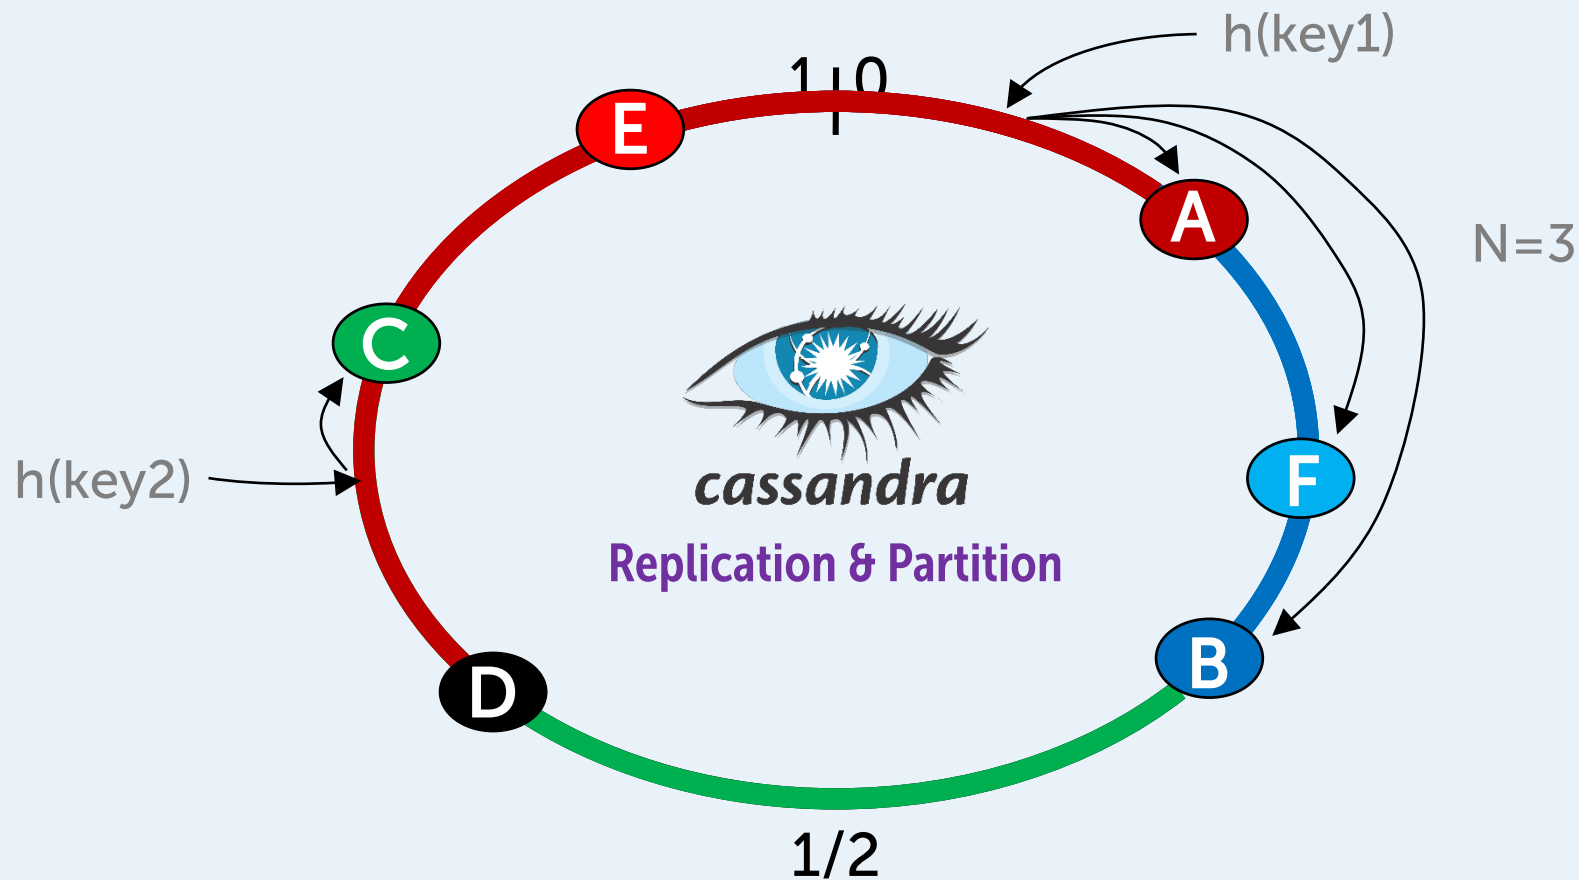 h(key1)
1 0
E
A
N=3
C
h(key2)
F
cassandra
Replication & Partition
B
D
1/2